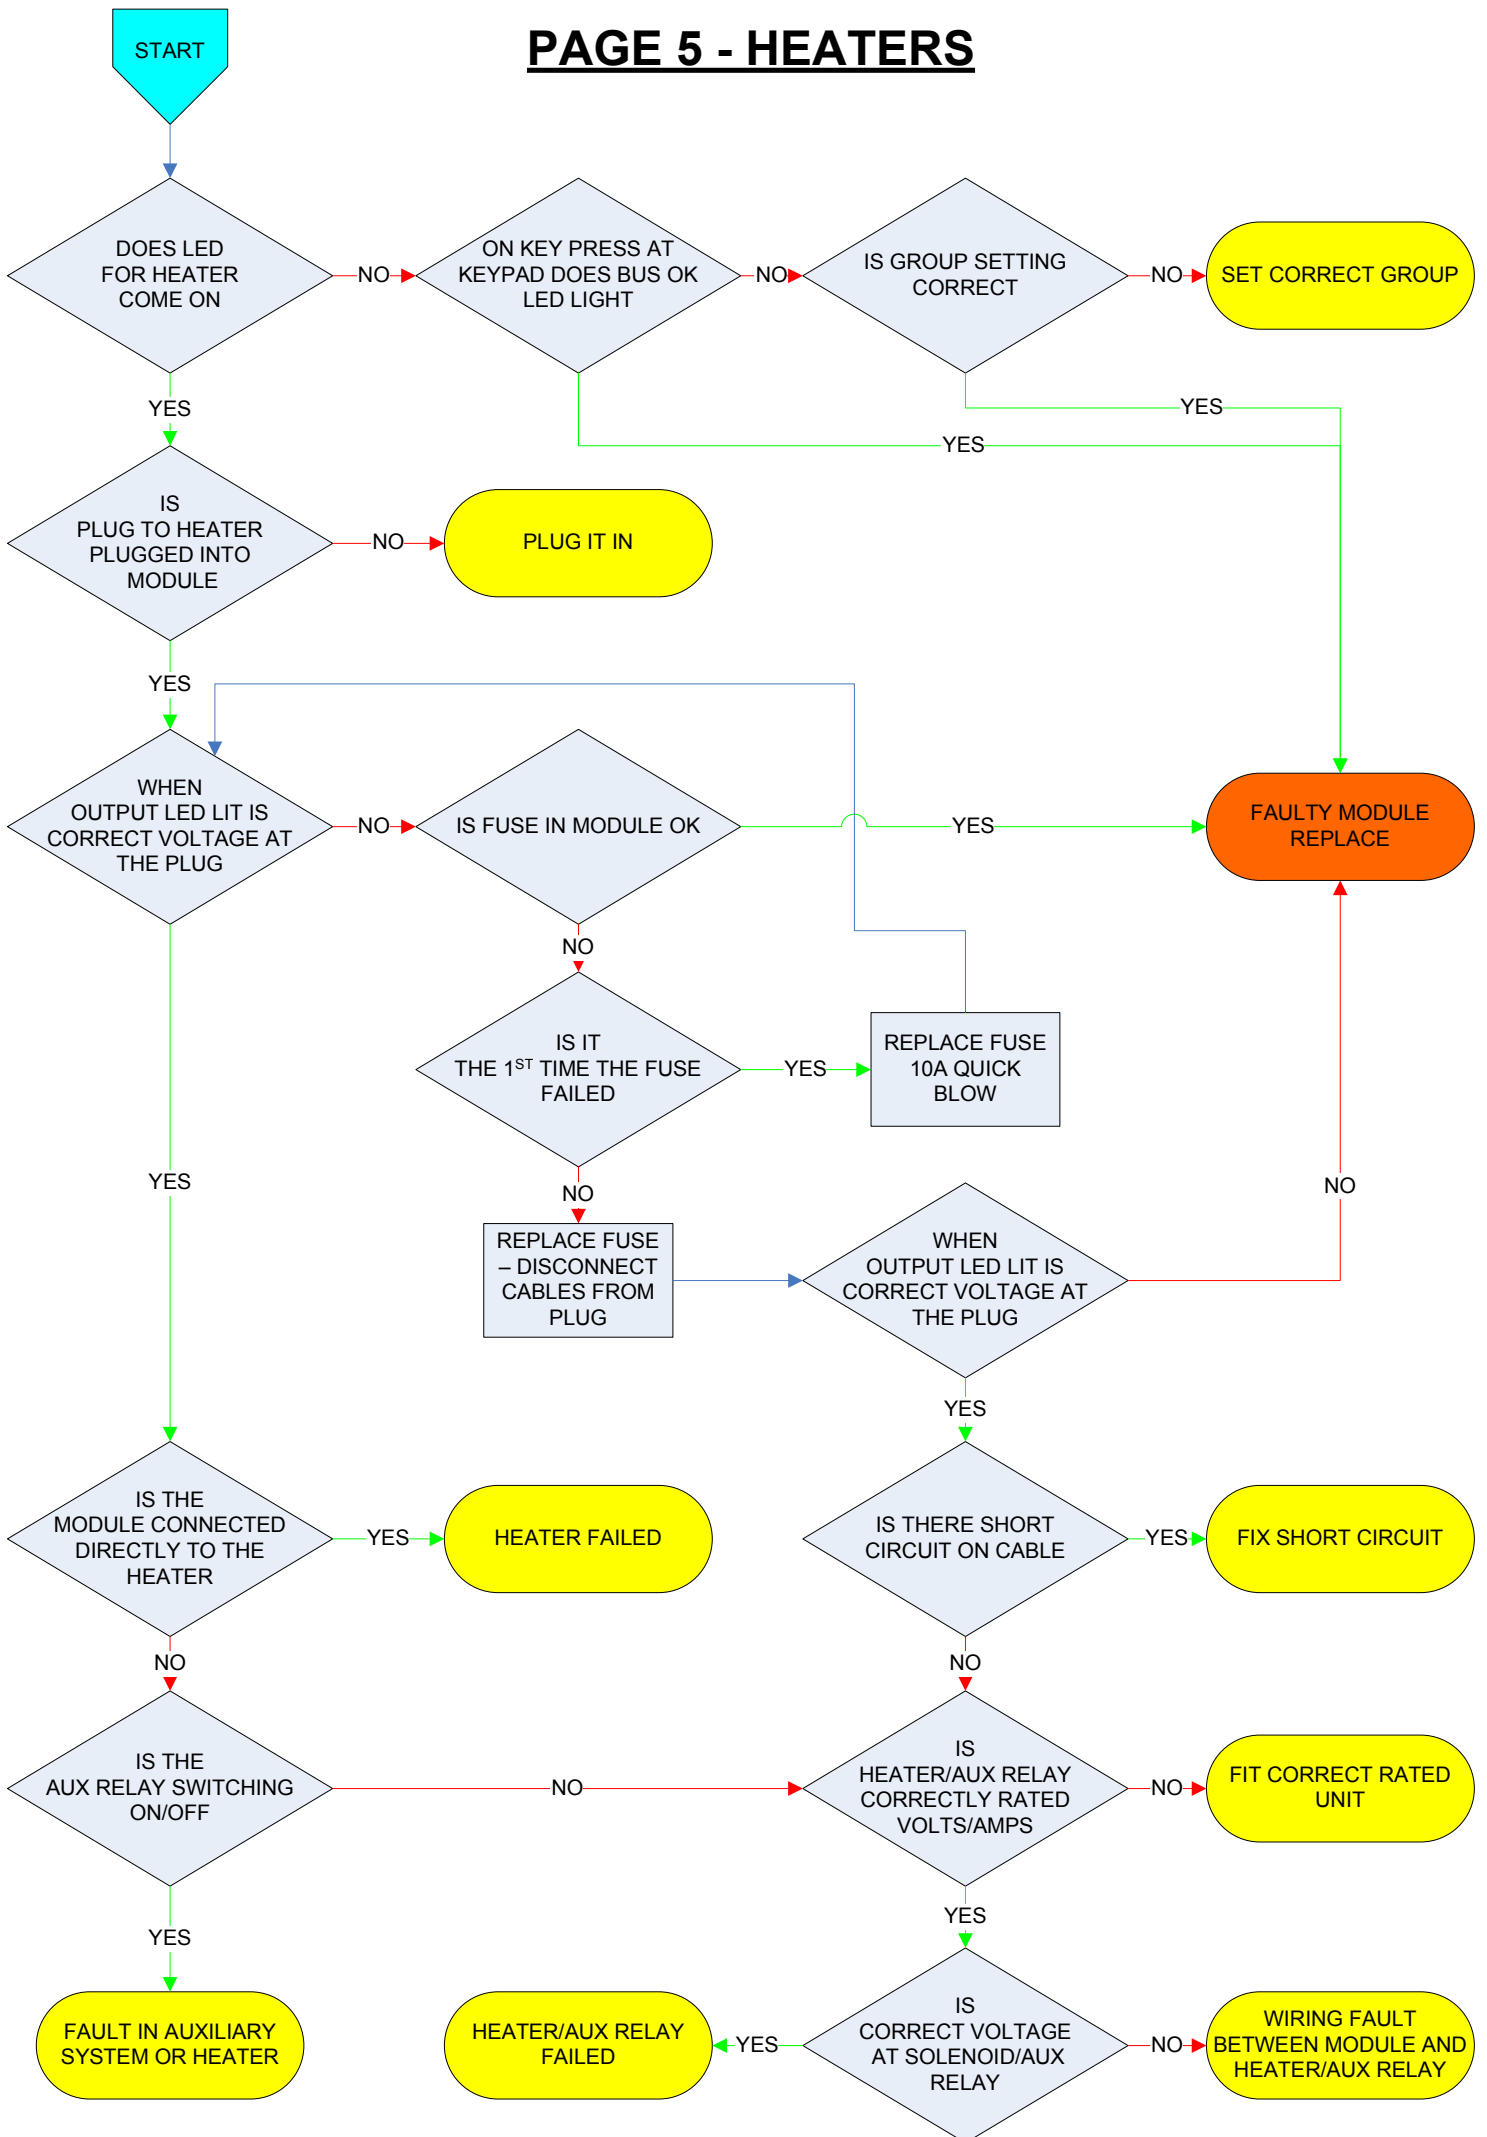 START
PAGE 5 - HEATERS
DOES LED
FOR HEATER
COME ON
NO
ON KEY PRESS AT
KEYPAD DOES BUS OK
LED LIGHT
NO
IS GROUP SETTING
CORRECT
NO
SET CORRECT GROUP
YES
YES
YES
IS
PLUG TO HEATER
PLUGGED INTO
MODULE
NO
PLUG IT IN
YES
WHEN
OUTPUT LED LIT IS
CORRECT VOLTAGE AT
THE PLUG
NO
IS FUSE IN MODULE OK
YES
FAULTY MODULE
REPLACE
NO
IS IT
THE 1ST TIME THE FUSE
FAILED
YES
REPLACE FUSE
10A QUICK
BLOW
YES
NO
NO
REPLACE FUSE
– DISCONNECT
CABLES FROM
PLUG
WHEN
OUTPUT LED LIT IS
CORRECT VOLTAGE AT
THE PLUG
YES
IS THE
MODULE CONNECTED
DIRECTLY TO THE
HEATER
YES
HEATER FAILED
IS THERE SHORT
CIRCUIT ON CABLE
YES
FIX SHORT CIRCUIT
NO
NO
IS THE
AUX RELAY SWITCHING
ON/OFF
NO
IS
HEATER/AUX RELAY
CORRECTLY RATED
VOLTS/AMPS
NO
FIT CORRECT RATED
UNIT
YES
YES
FAULT IN AUXILIARY
SYSTEM OR HEATER
HEATER/AUX RELAY
FAILED
YES
IS
CORRECT VOLTAGE
AT SOLENOID/AUX
RELAY
NO
WIRING FAULT
BETWEEN MODULE AND
HEATER/AUX RELAY